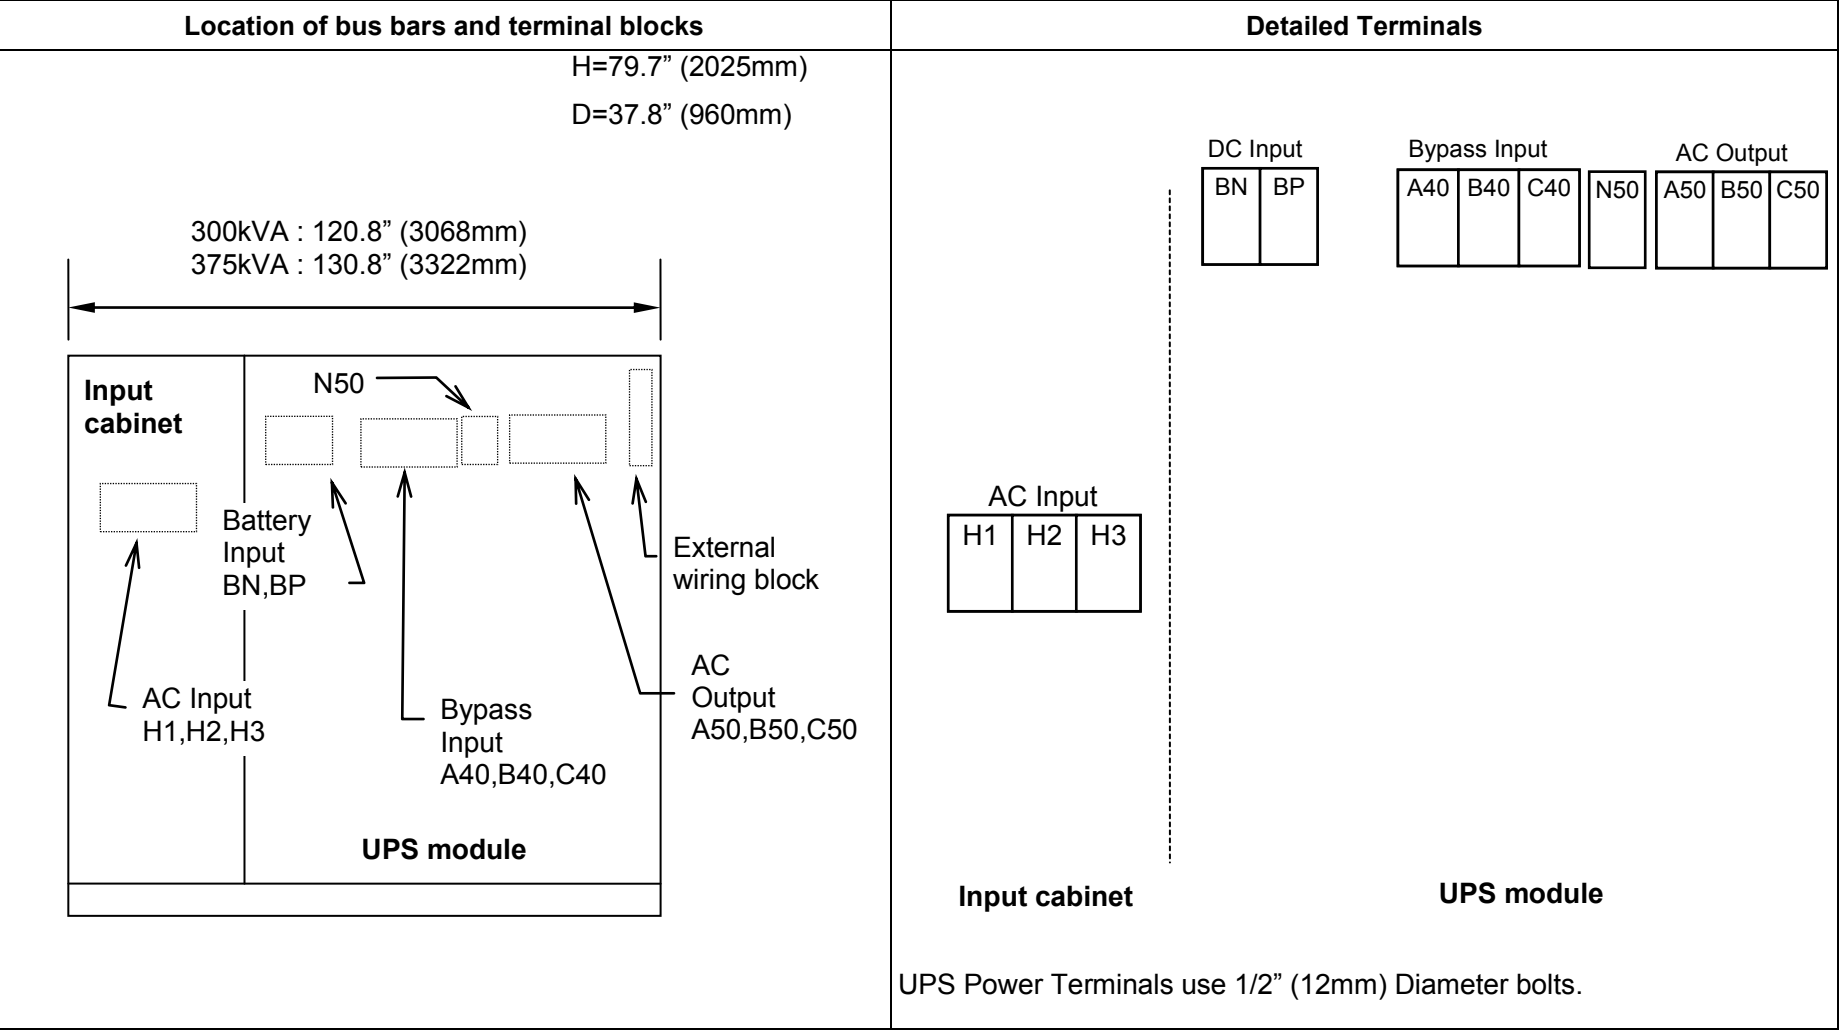 Location of bus bars and terminal blocks
H=79.7” (2025mm)
D=37.8” (960mm)
300kVA : 120.8” (3068mm)
375kVA : 130.8” (3322mm)
Input
cabinet
N50
Battery
Input
BN,BP
External
wiring block
AC Input
H1,H2,H3
Bypass
Input
A40,B40,C40
AC
Output
A50,B50,C50
UPS module
Detailed Terminals
DC Input
BN BP
Bypass Input
A40 B40 C40
N50
AC Output
A50 B50 C50
AC Input
H1 H2 H3
Input cabinet
UPS module
UPS Power Terminals use 1/2” (12mm) Diameter bolts.